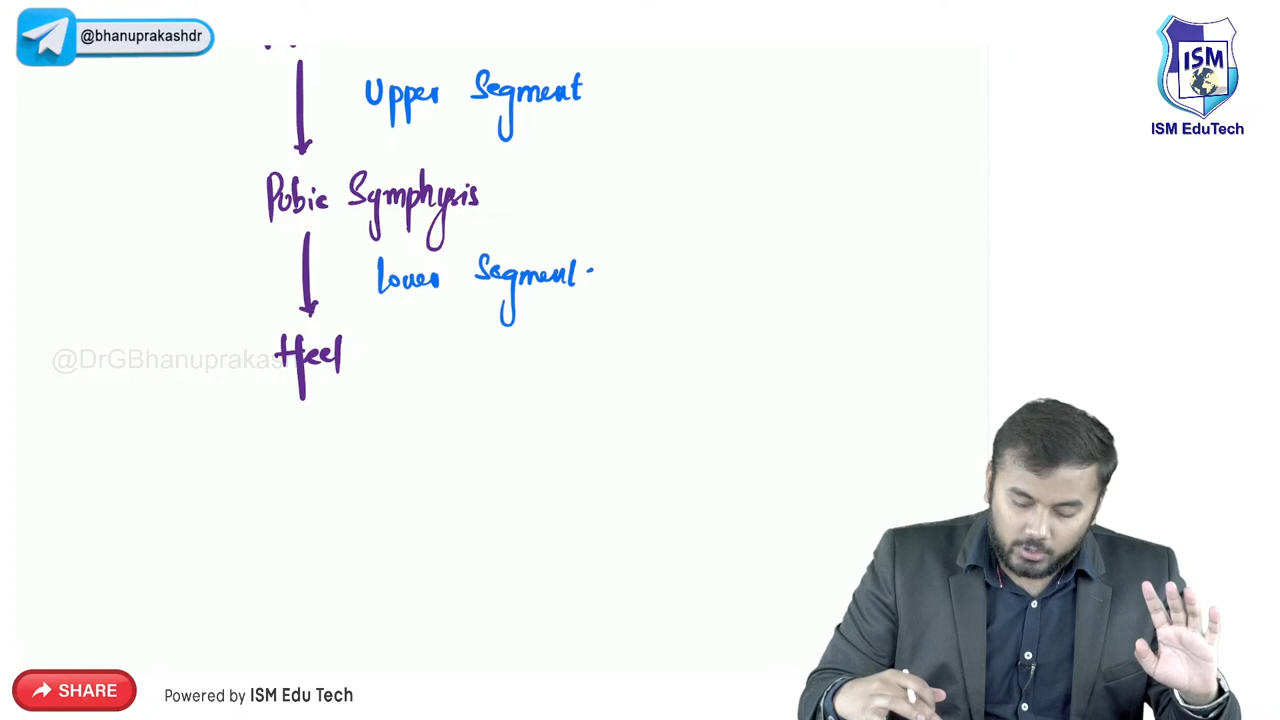 @bhanuprakashdr
ISM
ISM EduTech
Upper Segment
Pubic Symphysis
Lower Segment
@DrGBhanuprakash
Heel
SHARE
Powered by ISM Edu Tech